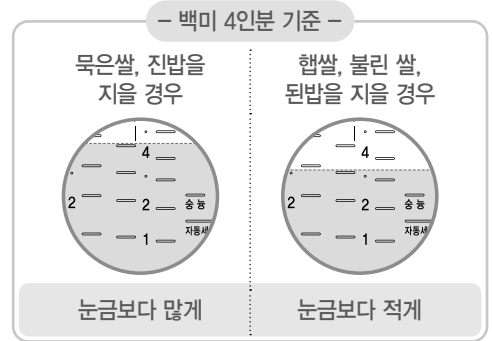 – 백미 4인분 기준 –
묵은쌀, 진밥을
지을 경우
4
2
2
숭늉
1
자동세
눈금보다 많게
햅쌀, 불린 쌀,
된밥을 지을 경우
4
2
2
숭늉
1
자동세
눈금보다 적게